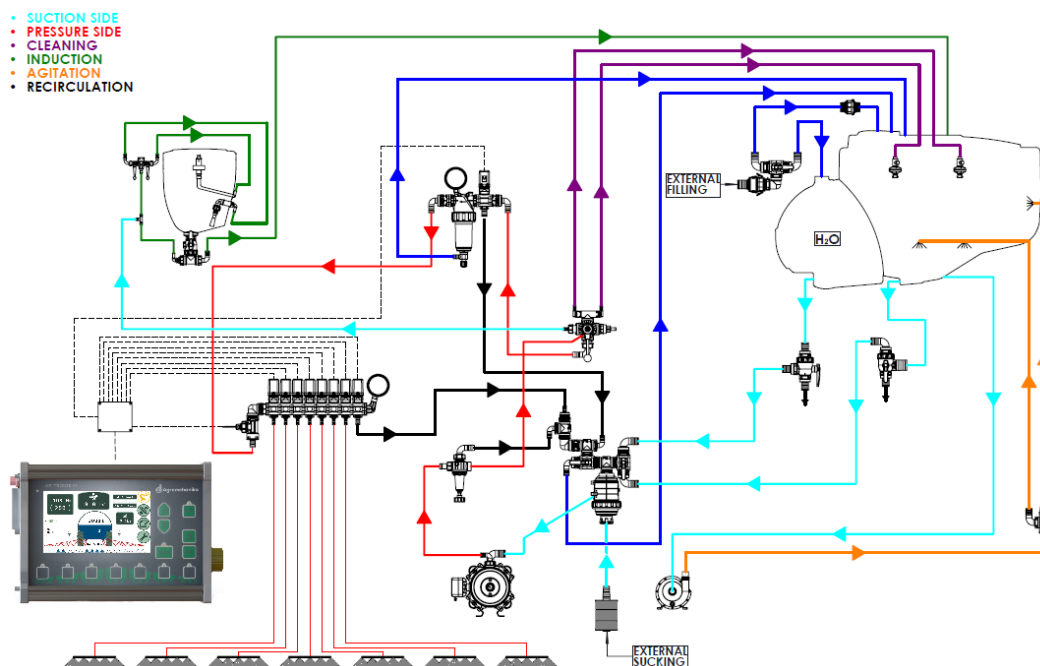 SUCTION SIDE
PRESSURE SIDE
CLEANING
INDUCTION
AGITATION
RECIRCULATION
EXTERNAL
FILLING
H₂O
EXTERNAL
SUCKING